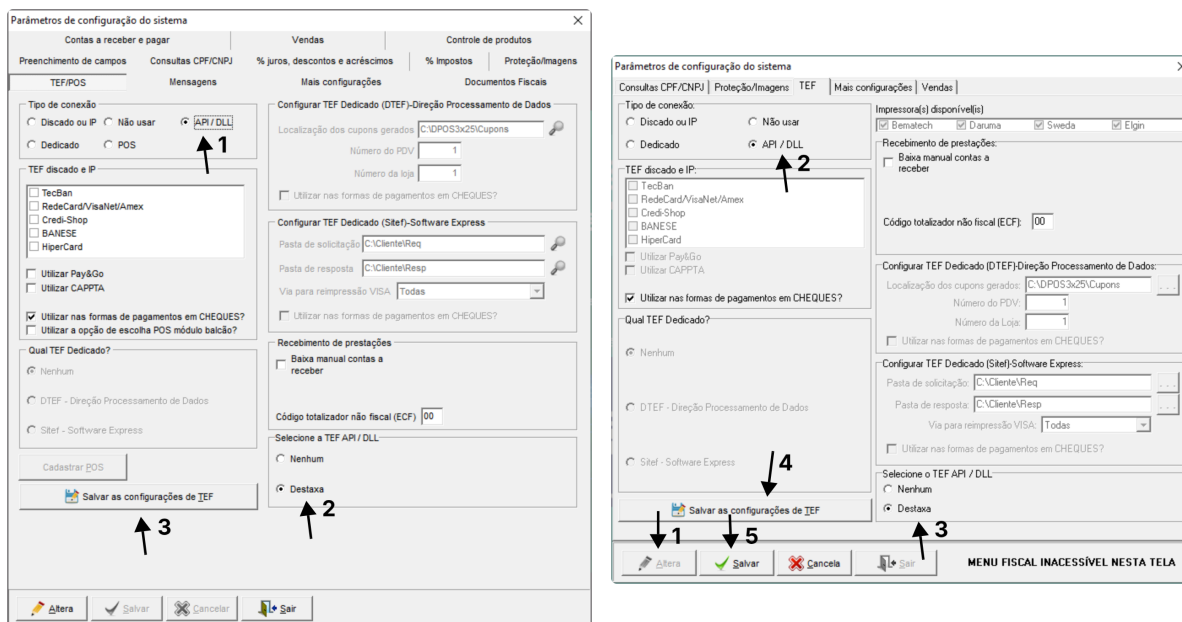 Parâmetros de configuração do sistema
Contas a receber e pagar
Vendas
Controle de produtos
Preenchimento de campos
Consultas CPF/CNPJ
% juros, descontos e acréscimos
% Impostos
Proteção/Imagens
TEF/POS
Mensagens
Mais configurações
Documentos Fiscais
Tipo de conexão
Discado ou IP
Não usar
API / DLL
Dedicado
POS
1
TEF discado e IP
TecBan
RedeCard/VisaNet/Amex
Credi-Shop
BANESE
HiperCard
Utilizar Pay&Go
Utilizar CAPPTA
Utilizar nas formas de pagamentos em CHEQUES?
Utilizar a opção de escolha POS módulo balcão?
Qual TEF Dedicado?
Nenhum
DTEF - Direção Processamento de Dados
Sitef - Software Express
Cadastrar POS
Salvar as configurações de TEF
3
Configurar TEF Dedicado (DTEF)-Direção Processamento de Dados
Localização dos cupons gerados C:\DPOS3x25\Cupons
Número do PDV 1
Número da loja 1
Utilizar nas formas de pagamentos em CHEQUES?
Configurar TEF Dedicado (Sitef)-Software Express
Pasta de solicitação C:\Cliente\Req
Pasta de resposta C:\Cliente\Resp
Via para reimpressão VISA Todas
Utilizar nas formas de pagamentos em CHEQUES?
Recebimento de prestações
Baixa manual contas a
receber
Código totalizador não fiscal (ECF) 00
Selecione a TEF API / DLL
Nenhum
Destaxa
2
Altera
Salvar
Cancelar
Sair
Parâmetros de configuração do sistema
Consultas CPF/CNPJ
Proteção/Imagens
TEF
Mais configurações
Vendas
Tipo de conexão:
Discado ou IP
Não usar
Dedicado
API / DLL
2
TEF discado e IP:
TecBan
RedeCard/VisaNet/Amex
Credi-Shop
BANESE
HiperCard
Utilizar Pay&Go
Utilizar CAPPTA
Utilizar nas formas de pagamentos em CHEQUES?
Qual TEF Dedicado?
Nenhum
DTEF - Direção Processamento de Dados
Sitef - Software Express
4
Salvar as configurações de TEF
Impressora(s) disponível(is)
Bematech
Daruma
Sweda
Elgin
Recebimento de prestações:
Baixa manual contas a
receber
Código totalizador não fiscal (ECF): 00
Configurar TEF Dedicado (DTEF)-Direção Processamento de Dados:
Localização dos cupons gerados: C:\DPOS3x25\Cupons ...
Número do PDV: 1
Número da Loja: 1
Utilizar nas formas de pagamentos em CHEQUES?
Configurar TEF Dedicado (Sitef)-Software Express:
Pasta de solicitação: C:\Cliente\Req ...
Pasta de resposta: C:\Cliente\Resp ...
Via para reimpressão VISA: Todas
Utilizar nas formas de pagamentos em CHEQUES?
Selecione o TEF API / DLL
Nenhum
Destaxa
1
5
3
Altera
Salvar
Cancela
Sair
MENU FISCAL INACESSÍVEL NESTA TELA